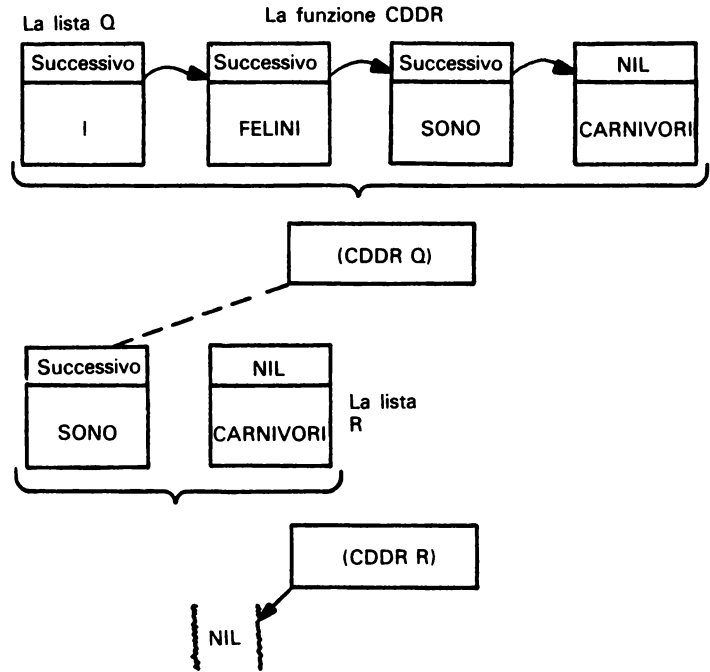 La funzione CDDR
La lista Q
Successivo
Successivo
Successivo
NIL
I
FELINI
SONO
CARNIVORI
(CDDR Q)
Successivo
NIL
SONO
CARNIVORI
La lista
R
(CDDR R)
NIL